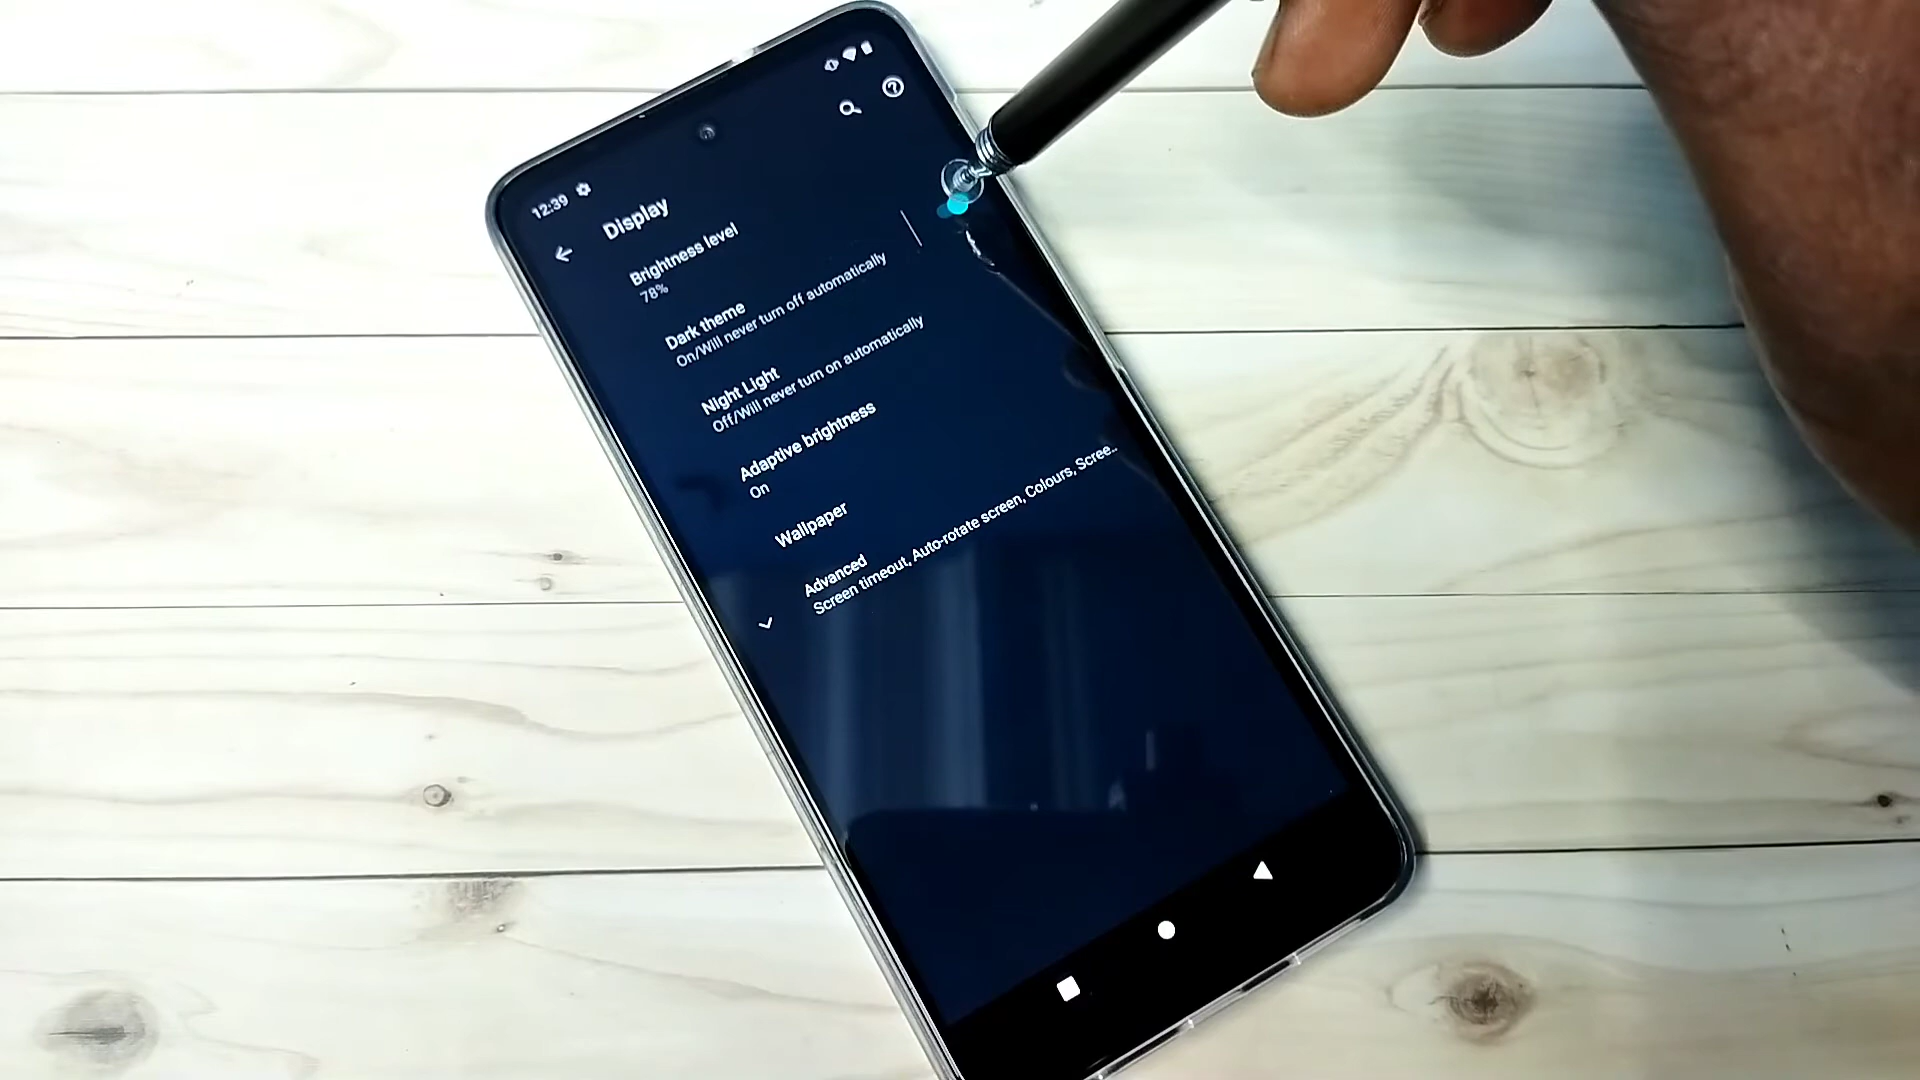 12:39
Display
Brightness level
78%
Dark theme
On/Will never turn off automatically
Night Light
Off/Will never turn on automatically
Adaptive brightness
On
Wallpaper
Advanced
Screen timeout, Auto-rotate screen, Colours, Scree..